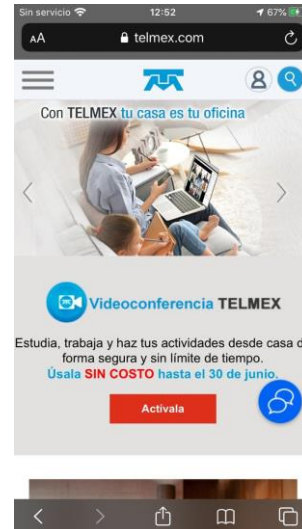 Sin servicio 12:52 67%
AA telmex.com
Con TELMEX tu casa es tu oficina
Videoconferencia TELMEX
Estudia, trabaja y haz tus actividades desde casa d
forma segura y sin límite de tiempo.
Úsala SIN COSTO hasta el 30 de junio.
Actívala